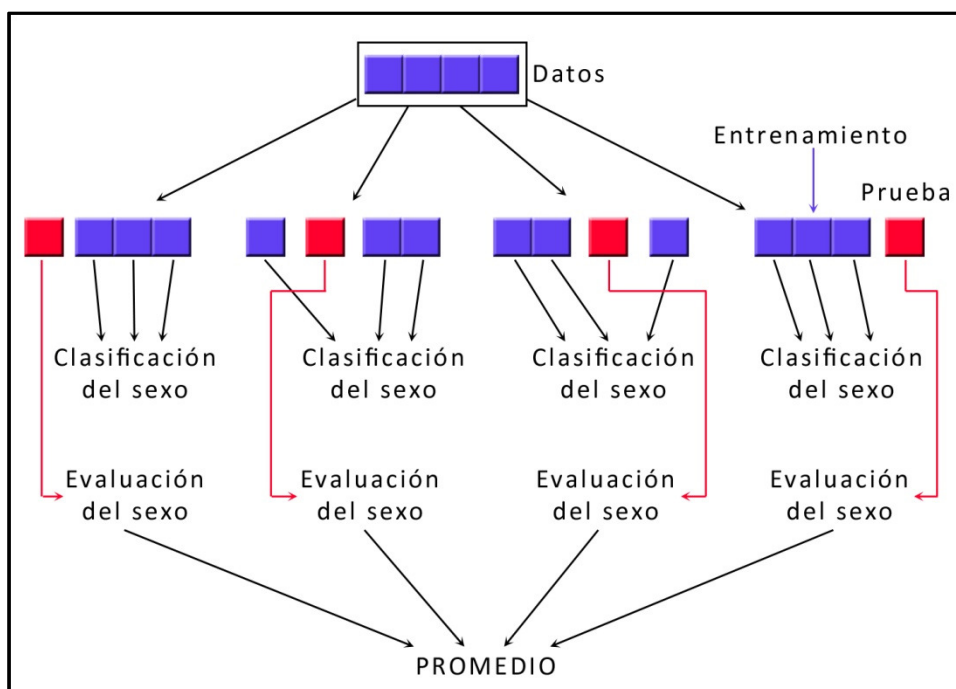 Datos
Entrenamiento
Prueba
Clasificación
del sexo
Clasificación
del sexo
Clasificación
del sexo
Clasificación
del sexo
Evaluación
del sexo
Evaluación
del sexo
Evaluación
del sexo
Evaluación
del sexo
PROMEDIO